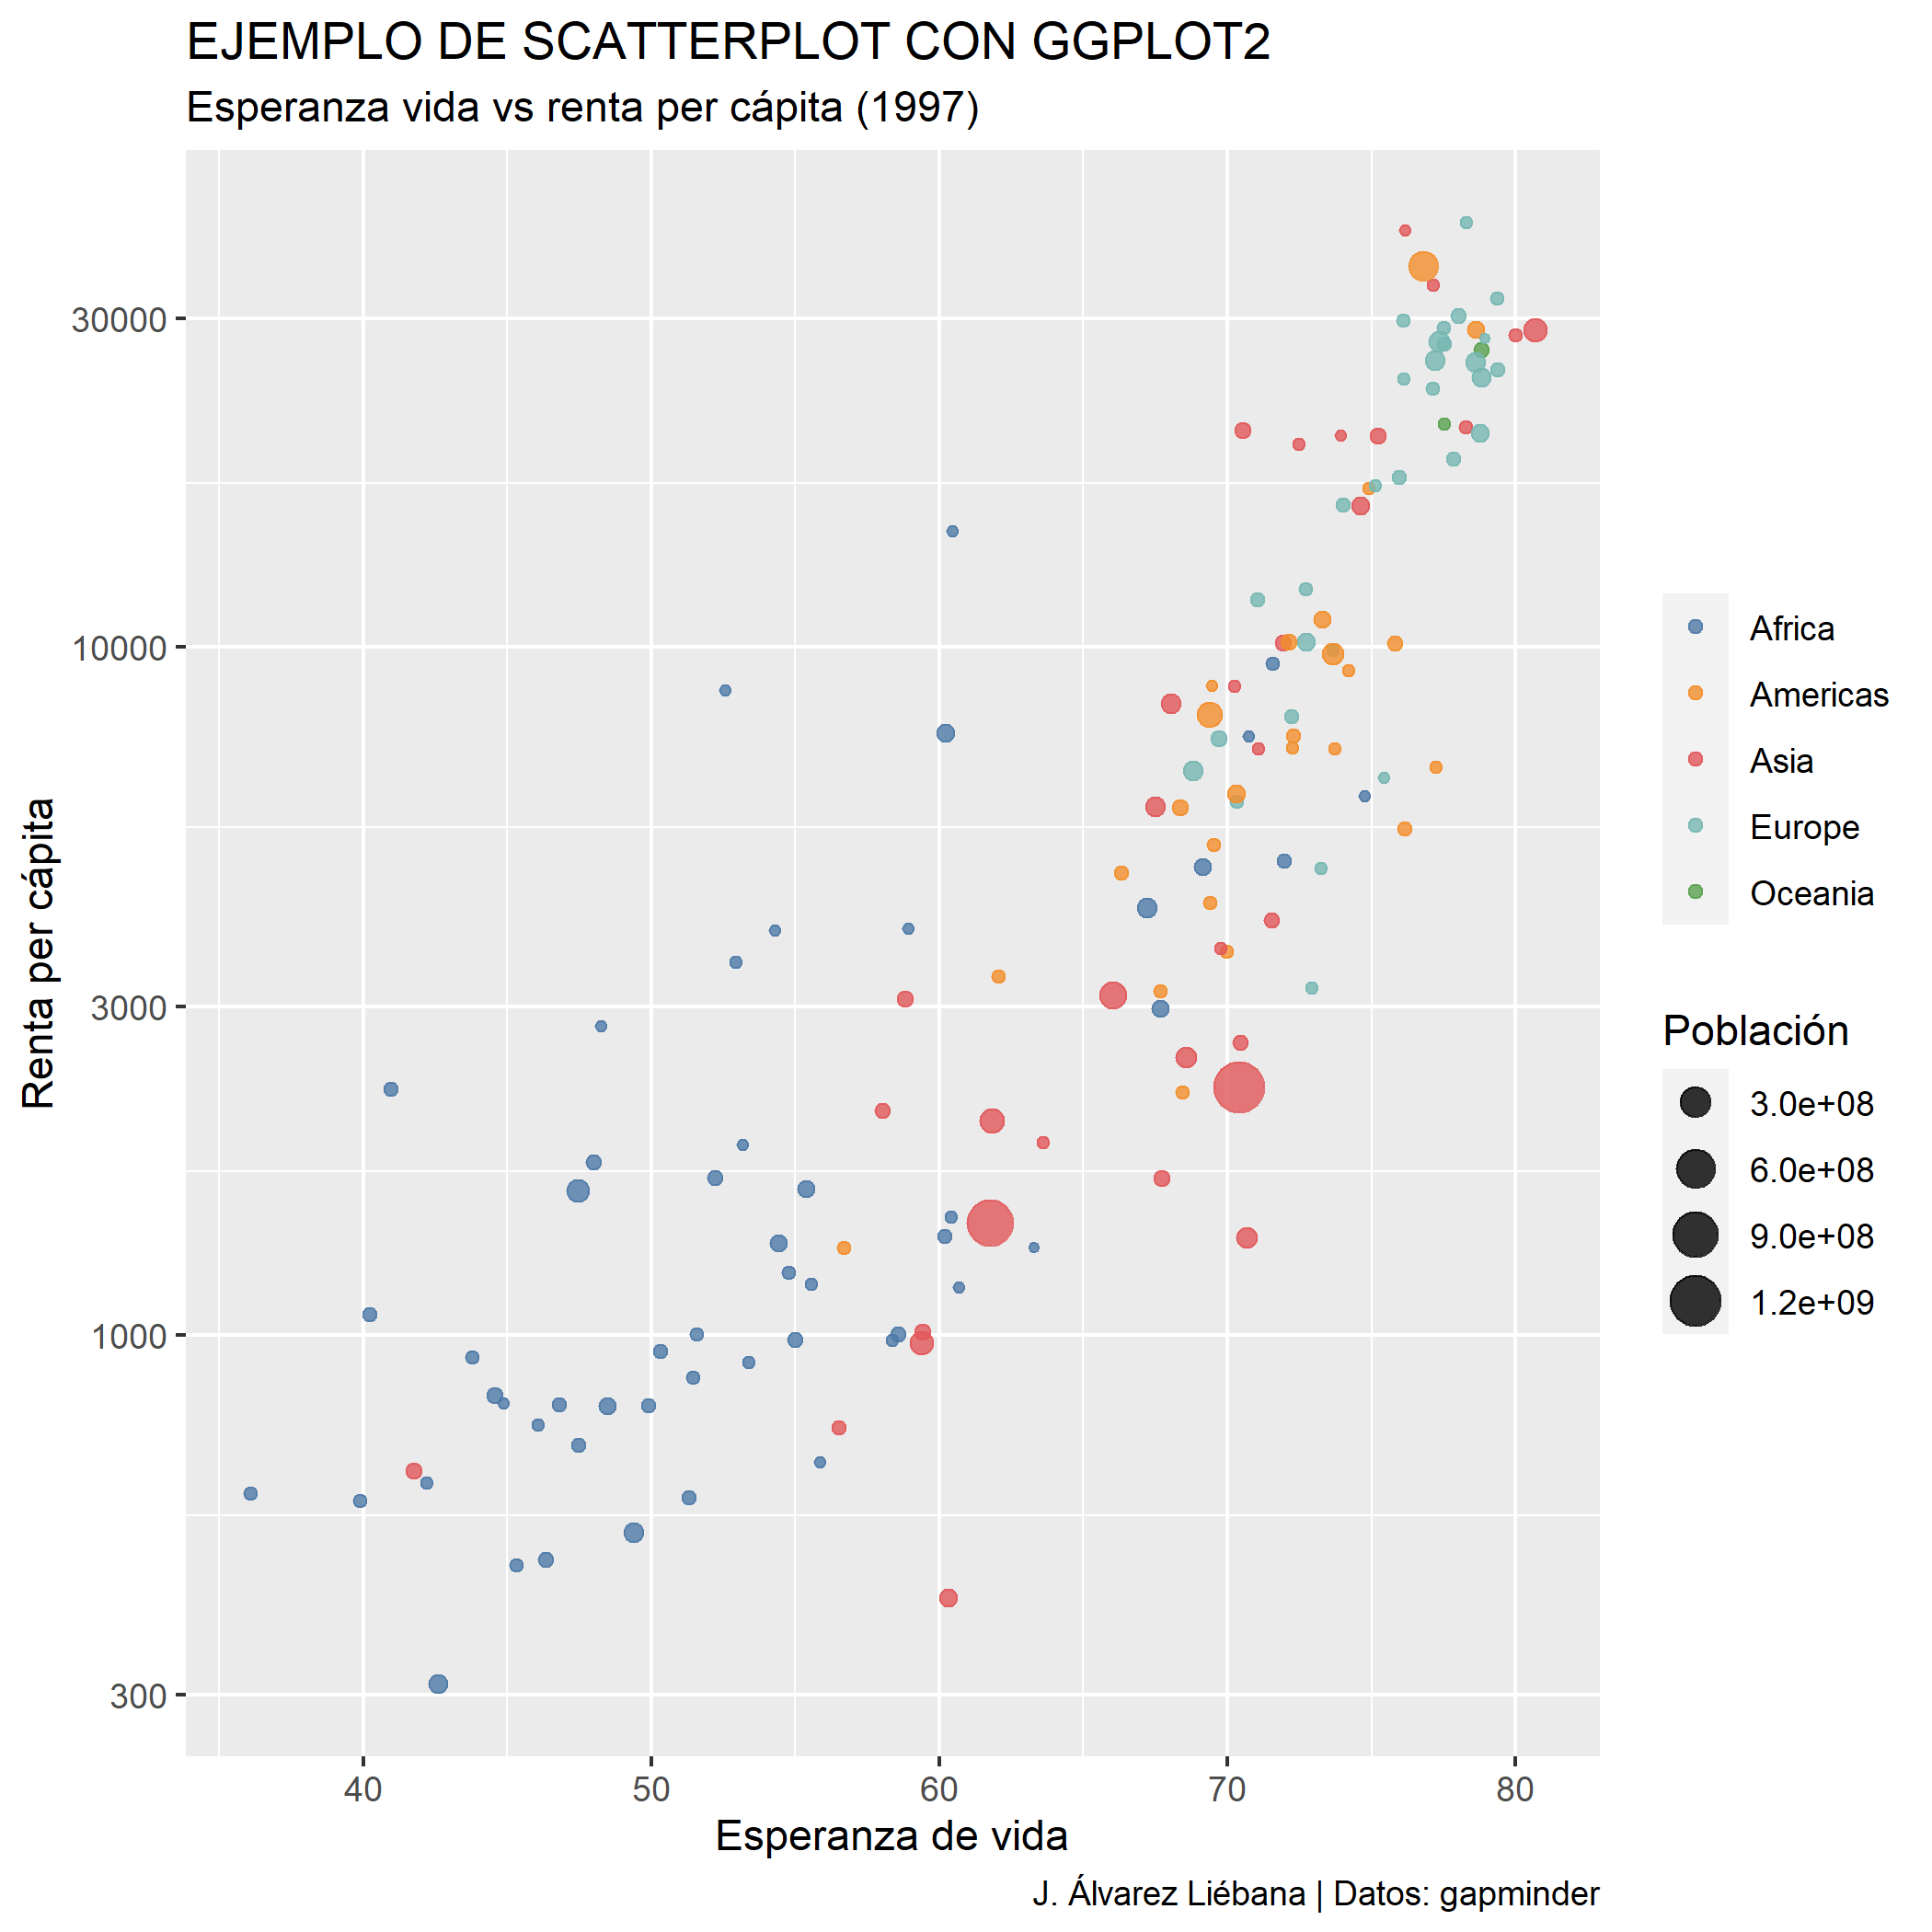 EJEMPLO DE SCATTERPLOT CON GGPLOT2
Esperanza vida vs renta per cápita (1997)
Renta per cápita
30000
10000
3000
1000
300
40
50
60
70
80
Esperanza de vida
Africa
Americas
Asia
Europe
Oceania
Población
3.0e+08
6.0e+08
9.0e+08
1.2e+09
J. Álvarez Liébana | Datos: gapminder